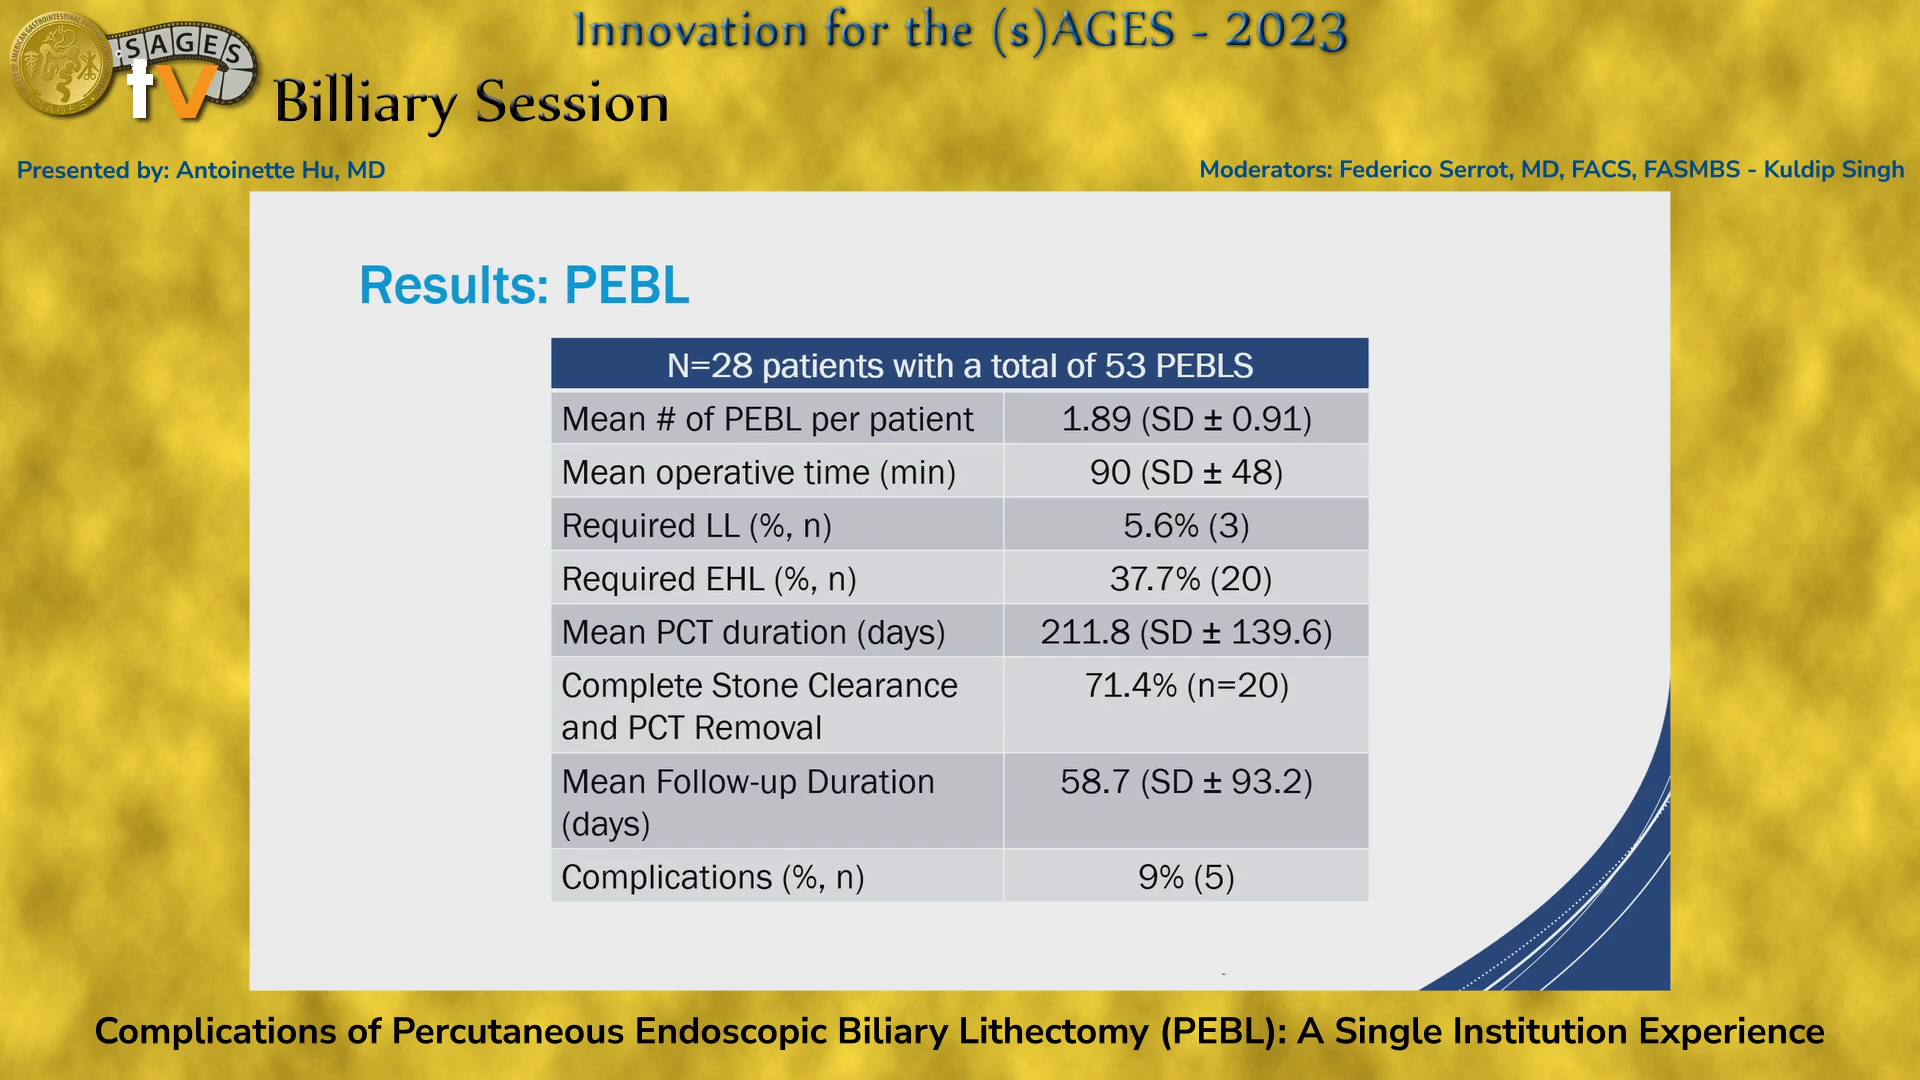 Innovation for the (s)AGES - 2023
SAGES
tv
Billiary Session
Presented by: Antoinette Hu, MD
Moderators: Federico Serrot, MD, FACS, FASMBS - Kuldip Singh
Results: PEBL
N=28 patients with a total of 53 PEBLS
Mean # of PEBL per patient 1.89 (SD ± 0.91)
Mean operative time (min) 90 (SD ± 48)
Required LL (%, n) 5.6% (3)
Required EHL (%, n) 37.7% (20)
Mean PCT duration (days) 211.8 (SD ± 139.6)
Complete Stone Clearance 71.4% (n=20)
and PCT Removal
Mean Follow-up Duration 58.7 (SD ± 93.2)
(days)
Complications (%, n) 9% (5)
Complications of Percutaneous Endoscopic Biliary Lithectomy (PEBL): A Single Institution Experience